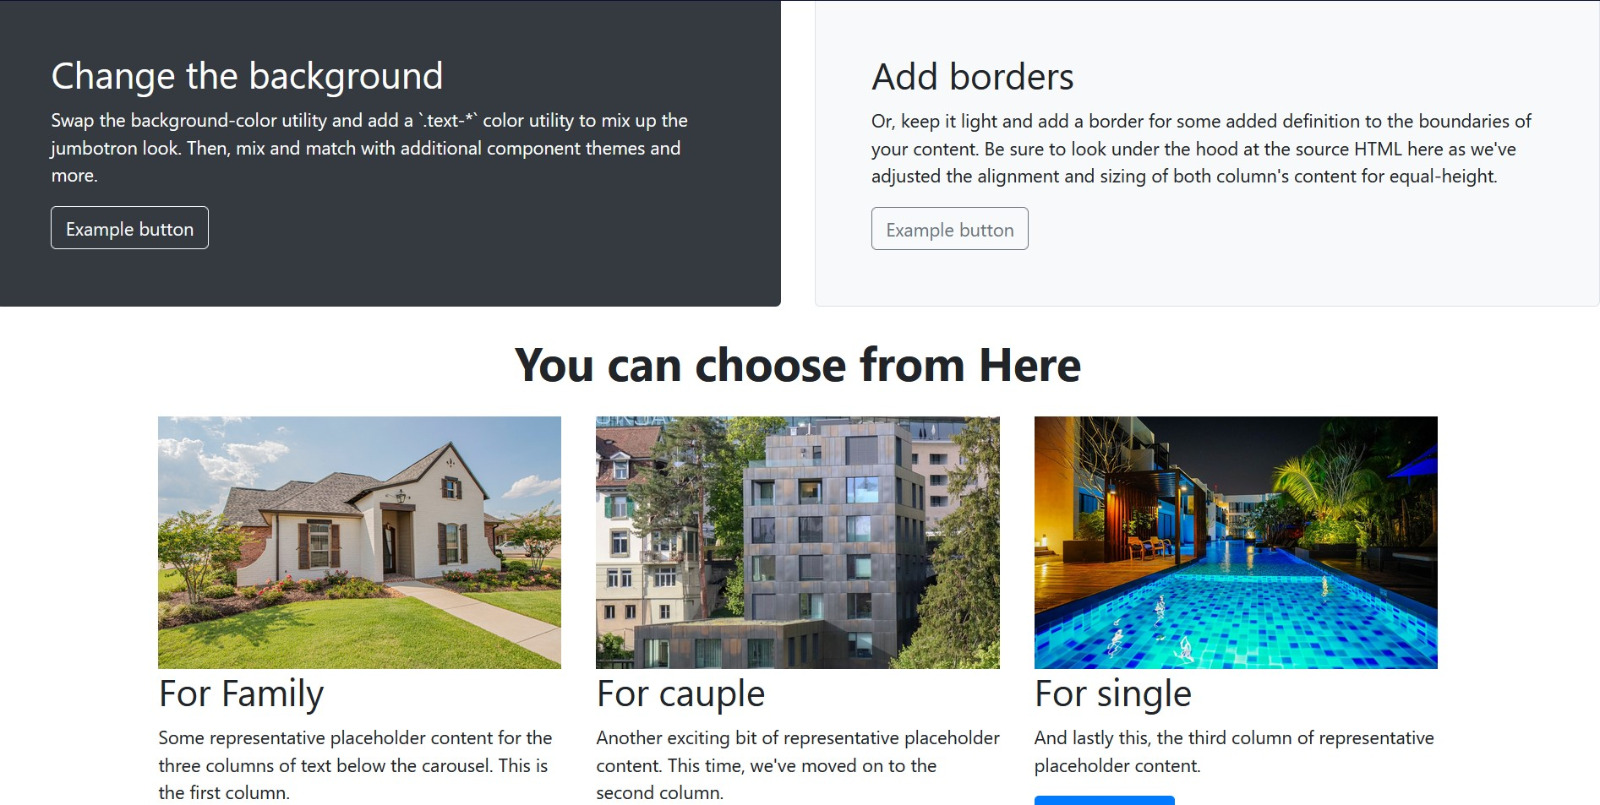 Change the background
Swap the background-color utility and add a `.text-*` color utility to mix up the
jumbotron look. Then, mix and match with additional component themes and
more.
Example button
Add borders
Or, keep it light and add a border for some added definition to the boundaries of
your content. Be sure to look under the hood at the source HTML here as we've
adjusted the alignment and sizing of both column's content for equal-height.
Example button
You can choose from Here
For Family
Some representative placeholder content for the
three columns of text below the carousel. This is
the first column.
For cauple
Another exciting bit of representative placeholder
content. This time, we've moved on to the
second column.
For single
And lastly this, the third column of representative
placeholder content.